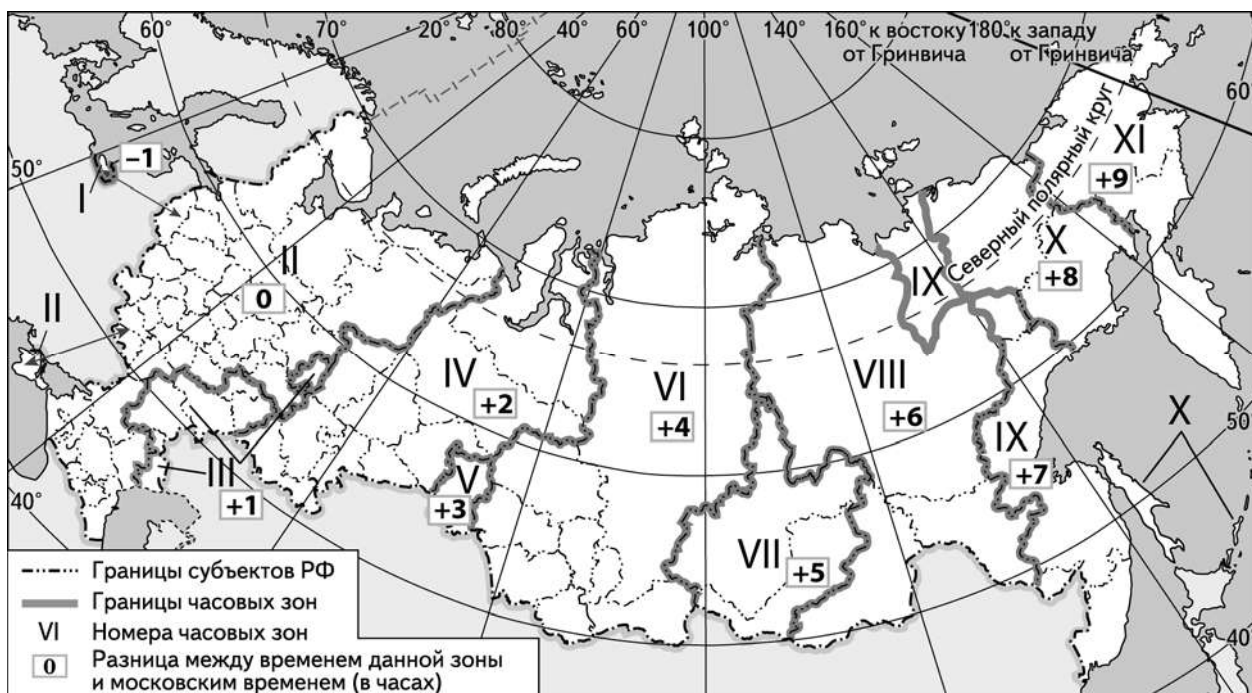 60° 70° 20° 40° 60° 80° 100° 120° 140° 160° к востоку от Гринвича 180° к западу от Гринвича
60°
50°
–1
I
Северный полярный круг
XI
+9
X
+8
II
0
IX
II
IV
+2
VI
+4
VIII
+6
X
50°
IX
+7
III
+1
V
+3
VII
+5
40°
40°
Границы субъектов РФ
Границы часовых зон
VI Номера часовых зон
0 Разница между временем данной зоны
и московским временем (в часах)